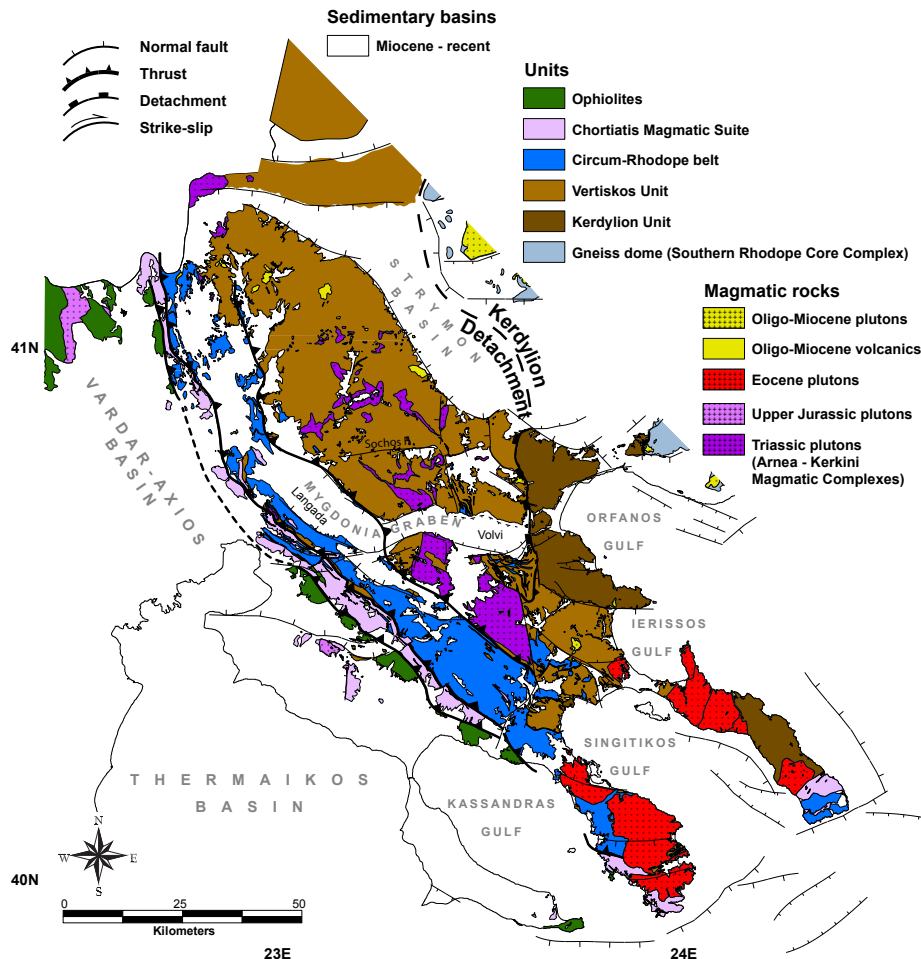 Sedimentary basins
Miocene - recent
Normal fault
Thrust
Detachment
Strike-slip
Units
Ophiolites
Chortiatis Magmatic Suite
Circum-Rhodope belt
Vertiskos Unit
Kerdylion Unit
Gneiss dome (Southern Rhodope Core Complex)
Magmatic rocks
Oligo-Miocene plutons
Oligo-Miocene volcanics
Eocene plutons
Upper Jurassic plutons
Triassic plutons
(Arnea - Kerkini
Magmatic Complexes)
STRYMON
BASIN
Kerdylion
Detachment
41N
VARDAR-AXIOS
BASIN
Sochos
Langada
MYGDONIA GRABEN
Volvi
ORFANOS
GULF
IERISSOS
GULF
SINGITIKOS
GULF
KASSANDRAS
GULF
THERMAIKOS
BASIN
N
W E
S
40N
0 25 50
Kilometers
23E 24E